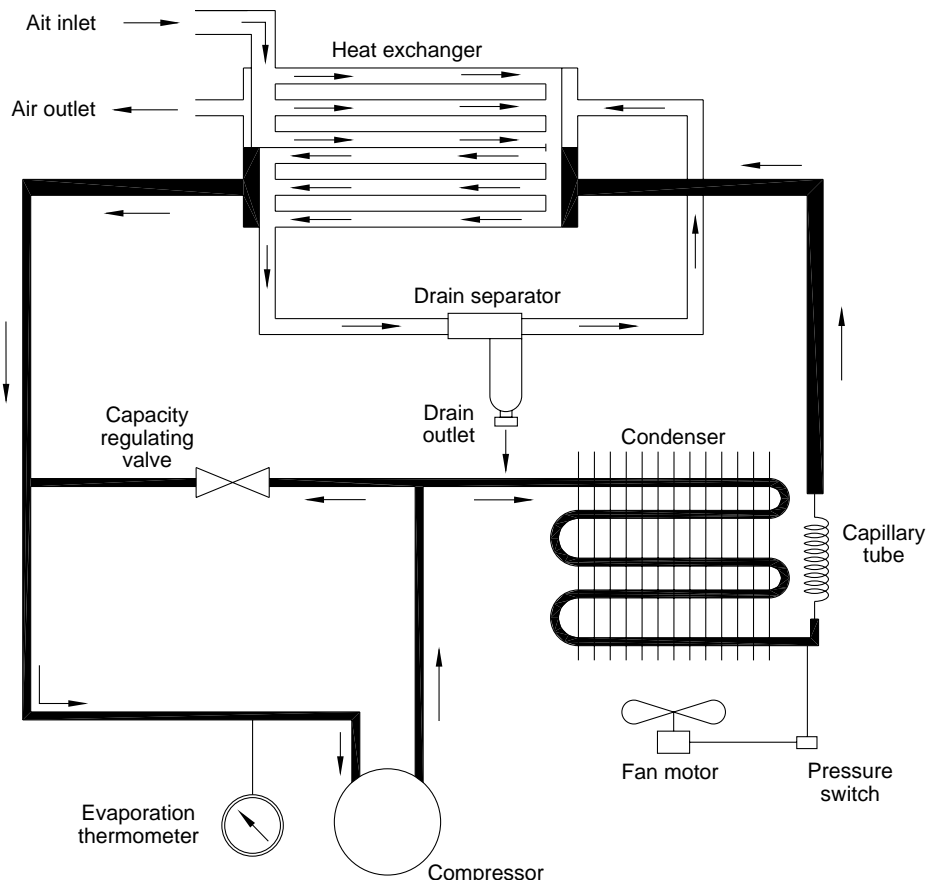 Ait inlet
Heat exchanger
Air outlet
Drain separator
Capacity
regulating
valve
Drain
outlet
Condenser
Capillary
tube
Fan motor
Pressure
switch
Evaporation
thermometer
Compressor